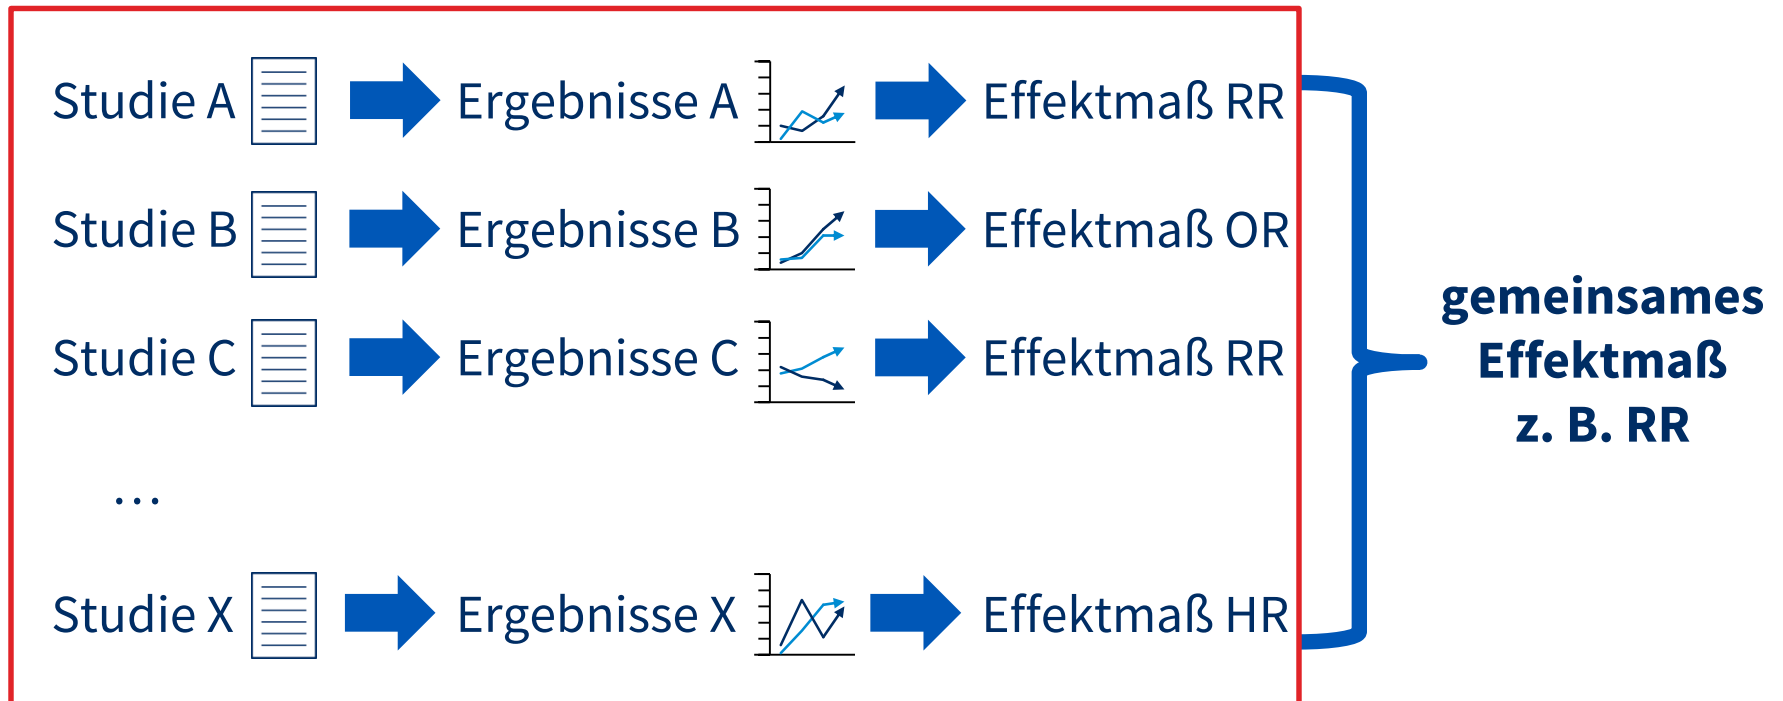 Studie A Ergebnisse A Effektmaß RR
Studie B Ergebnisse B Effektmaß OR
Studie C Ergebnisse C Effektmaß RR
...
Studie X Ergebnisse X Effektmaß HR
gemeinsames
Effektmaß
z. B. RR